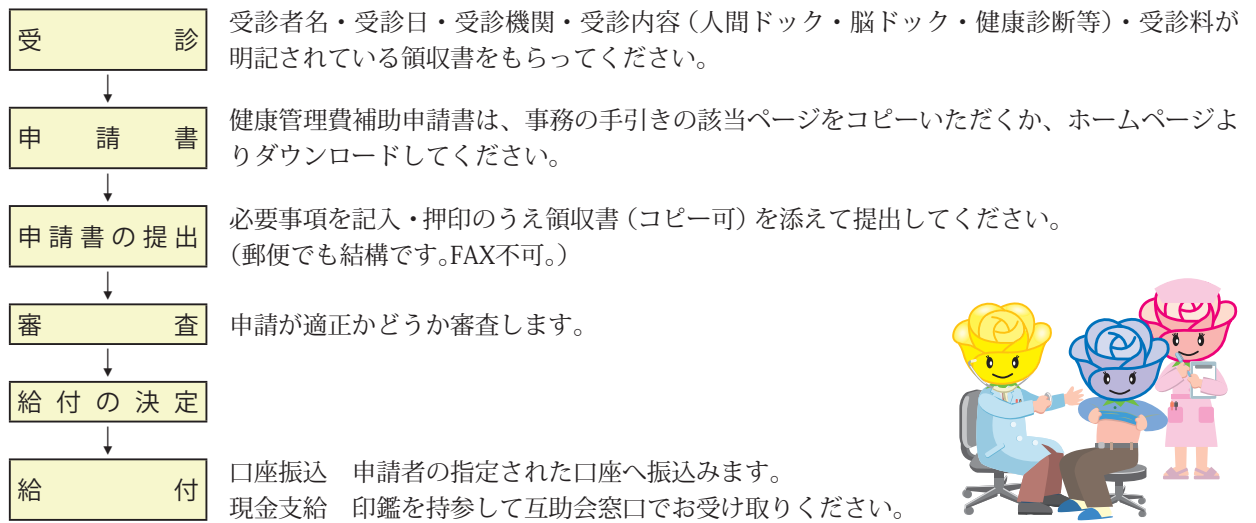 受診
受診者名・受診日・受診機関・受診内容（人間ドック・脳ドック・健康診断等）・受診料が
明記されている領収書をもらってください。
申請書
健康管理費補助申請書は、事務の手引きの該当ページをコピーいただくか、ホームページよ
りダウンロードしてください。
申請書の提出
必要事項を記入・押印のうえ領収書（コピー可）を添えて提出してください。
（郵便でも結構です。FAX不可。）
審査
申請が適正かどうか審査します。
給付の決定
給付
口座振込　申請者の指定された口座へ振込みます。
現金支給　印鑑を持参して互助会窓口でお受け取りください。